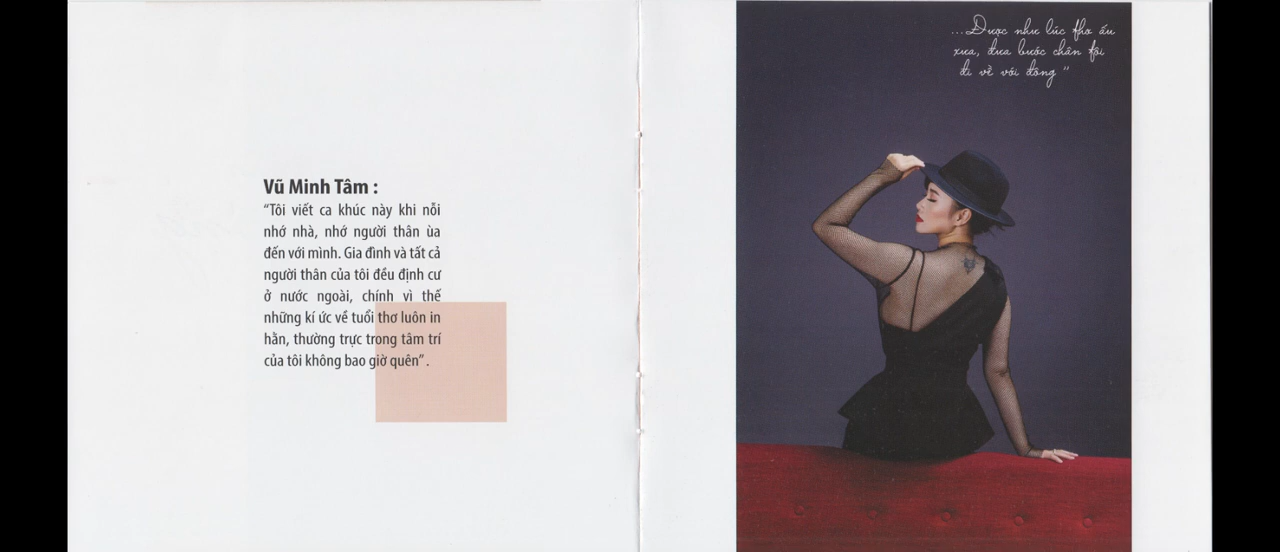 Vũ Minh Tâm :
“Tôi viết ca khúc này khi nỗi
nhớ nhà, nhớ người thân ùa
đến với mình. Gia đình và tất cả
người thân của tôi đều định cư
ở nước ngoài, chính vì thế
những kí ức về tuổi thơ luôn in
hằn, thường trực trong tâm trí
của tôi không bao giờ quên” .
...Được như lúc thơ ấu
xưa, đưa bước chân tôi
đi về với dòng ”